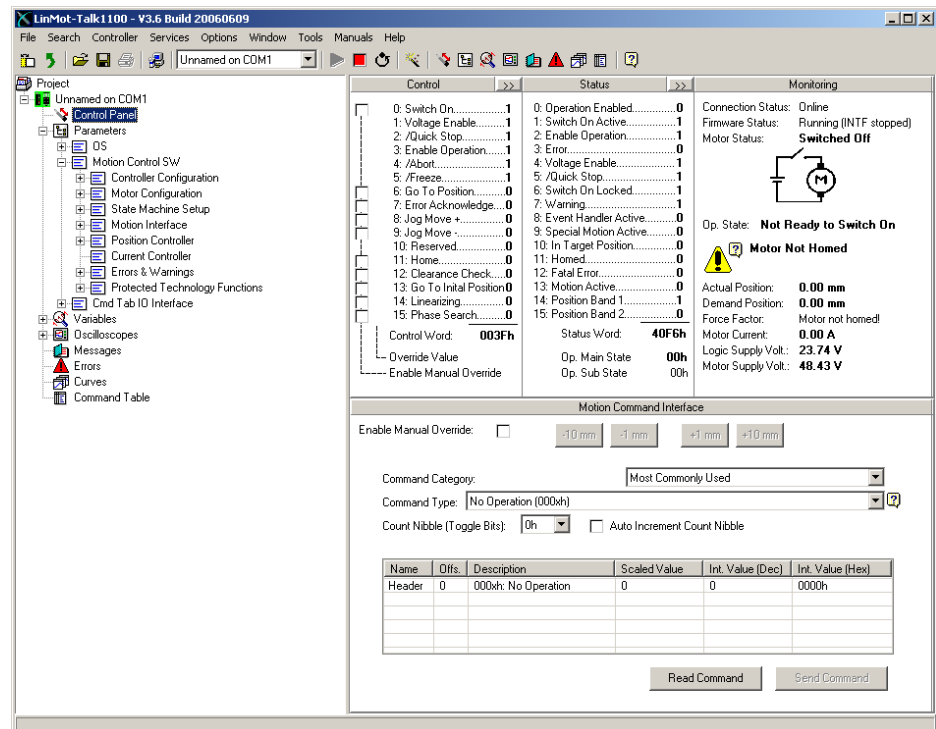 LinMot-Talk1100 - V3.6 Build 20060609
File Search Controller Services Options Window Tools Manuals Help
Unnamed on COM1
Project
Unnamed on COM1
Control Panel
Parameters
OS
Motion Control SW
Controller Configuration
Motor Configuration
State Machine Setup
Motion Interface
Position Controller
Current Controller
Errors & Warnings
Protected Technology Functions
Cmd Tab IO Interface
Variables
Oscilloscopes
Messages
Errors
Curves
Command Table
Control >>
0: Switch On...............1
1: Voltage Enable.........1
2: /Quick Stop..............1
3: Enable Operation.......1
4: /Abort.....................1
5: /Freeze...................1
6: Go To Position.........0
7: Error Acknowledge....0
8: Jog Move +..............0
9: Jog Move -...............0
10: Reserved................0
11: Home.....................0
12: Clearance Check....0
13: Go To Inital Position 0
14: Linearizing..............0
15: Phase Search.........0
Control Word: 003Fh
Override Value
Enable Manual Override
Status >>
0: Operation Enabled.........0
1: Switch On Active............1
2: Enable Operation............1
3: Error.............................0
4: Voltage Enable...............1
5: /Quick Stop....................1
6: Switch On Locked...........1
7: Warning.........................1
8: Event Handler Active........0
9: Special Motion Active.......0
10: In Target Position...........0
11: Homed.........................0
12: Fatal Error.....................0
13: Motion Active................0
14: Position Band 1.............1
15: Position Band 2.............0
Status Word: 40F6h
Op. Main State 00h
Op. Sub State 00h
Monitoring
Connection Status: Online
Firmware Status: Running (INTF stopped)
Motor Status: Switched Off
M
Op. State: Not Ready to Switch On
Motor Not Homed
Actual Position: 0.00 mm
Demand Position: 0.00 mm
Force Factor: Motor not homed!
Motor Current: 0.00 A
Logic Supply Volt.: 23.74 V
Motor Supply Volt.: 48.43 V
Motion Command Interface
Enable Manual Override: -10 mm -1 mm +1 mm +10 mm
Command Category: Most Commonly Used
Command Type: No Operation (000xh)
Count Nibble (Toggle Bits): 0h Auto Increment Count Nibble
Name Offs. Description Scaled Value Int. Value (Dec) Int. Value (Hex)
Header 0 000xh: No Operation 0 0 0000h
Read Command Send Command